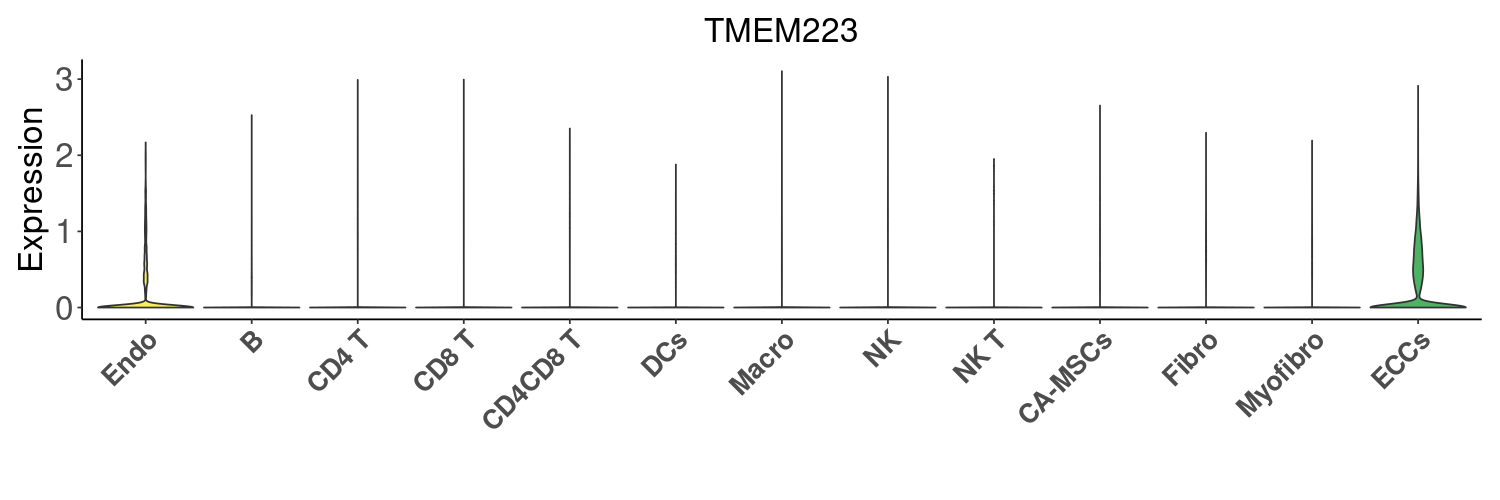 TMEM223
Expression
3
2
1
0
Endo
B
CD4 T
CD8 T
CD4CD8 T
DCs
Macro
NK
NK T
CA-MSCs
Fibro
Myofibro
ECCs